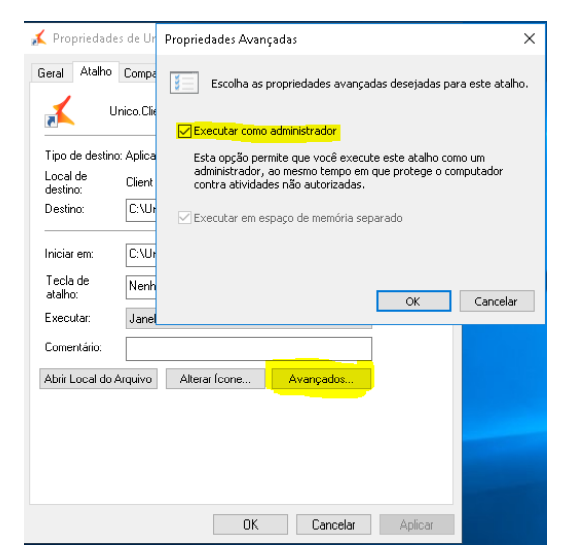 Propriedades de Un
Propriedades Avançadas
Geral Atalho Compa
Escolha as propriedades avançadas desejadas para este atalho.
Unico.Clie
Executar como administrador
Tipo de destino: Aplica
Esta opção permite que você execute este atalho como um
administrador, ao mesmo tempo em que protege o computador
contra atividades não autorizadas.
Local de
destino:
Client
Destino: C:\Un
Executar em espaço de memória separado
Iniciar em: C:\Un
Tecla de
atalho:
Nenh
OK Cancelar
Executar: Janel
Comentário:
Abrir Local do Arquivo Alterar Ícone... Avançados...
OK Cancelar Aplicar